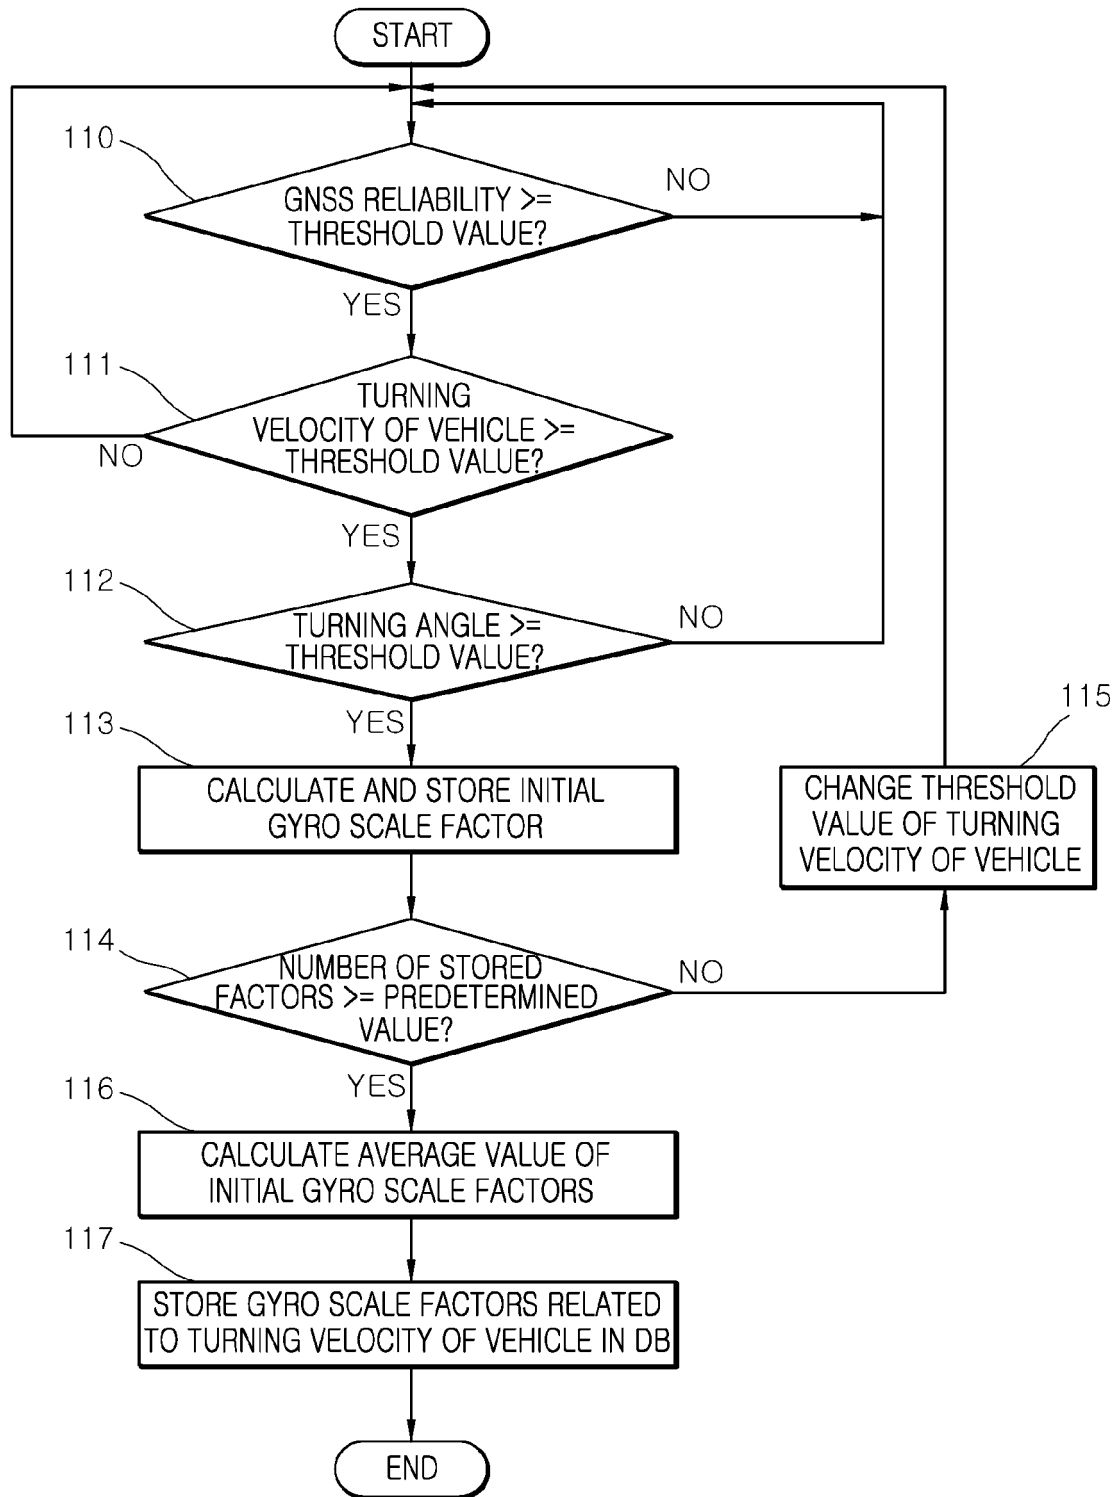 START
110
GNSS RELIABILITY >=
THRESHOLD VALUE?
NO
YES
111
TURNING
VELOCITY OF VEHICLE >=
THRESHOLD VALUE?
NO
YES
112
TURNING ANGLE >=
THRESHOLD VALUE?
NO
YES
113
CALCULATE AND STORE INITIAL
GYRO SCALE FACTOR
115
CHANGE THRESHOLD
VALUE OF TURNING
VELOCITY OF VEHICLE
114
NUMBER OF STORED
FACTORS >= PREDETERMINED
VALUE?
NO
YES
116
CALCULATE AVERAGE VALUE OF
INITIAL GYRO SCALE FACTORS
117
STORE GYRO SCALE FACTORS RELATED
TO TURNING VELOCITY OF VEHICLE IN DB
END